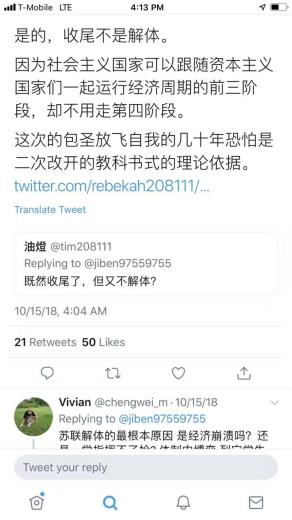 T-Mobile LTE 4:13 PM
是的，收尾不是解体。
因为社会主义国家可以跟随资本主义
国家们一起运行经济周期的前三阶
段，却不用走第四阶段。
这次的包圣放飞自我的几十年恐怕是
二次改开的教科书式的理论依据。
twitter.com/rebekah208111/...
Translate Tweet
油燈 @tim208111
Replying to @jiben97559755
既然收尾了，但又不解体？
10/15/18, 4:04 AM
21 Retweets 50 Likes
Vivian @chengwei_m · 10/15/18
Replying to @jiben97559755
苏联解体的最根本原因 是经济崩溃吗？还
Tweet your reply